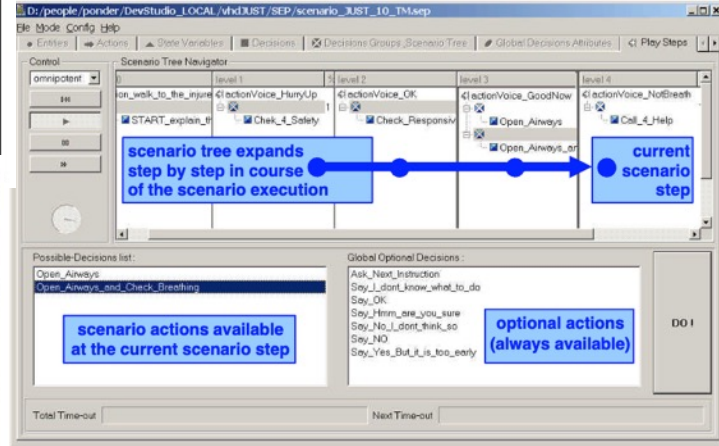 D:/people/ponder/DevStudio_LOCAL/vhdJUST/SEP/scenario_JUST_10_TM.sep
File Mode Config Help
Entities Actions State Variables Decisions Decisions Groups_Scenario Tree Global Decisions Attributes Play Steps
Control Scenario Tree Navigator
omnipotent 0 level 1 5 level 2 level 3 level 4
ion_walk_to_the_injure actionVoice_HurryUp actionVoice_OK actionVoice_GoodNow actionVoice_NotBreath
1
START_explain_th Chek_4_Safety Check_Responsiv Open_Airways Call_4_Help
Open_Airways_an
scenario tree expands
step by step in course
of the scenario execution
current
scenario
step
Possible-Decisions list :
Open_Airways
Open_Airways_and_Check_Breathing
scenario actions available
at the current scenario step
Global Optional Decisions :
Ask_Next_Instruction
Say_I_dont_know_what_to_do
Say_OK
Say_Hmm_are_you_sure
Say_No_I_dont_think_so
Say_NO
Say_Yes_But_it_is_too_early
optional actions
(always available)
DO !
Total Time-out Next Time-out